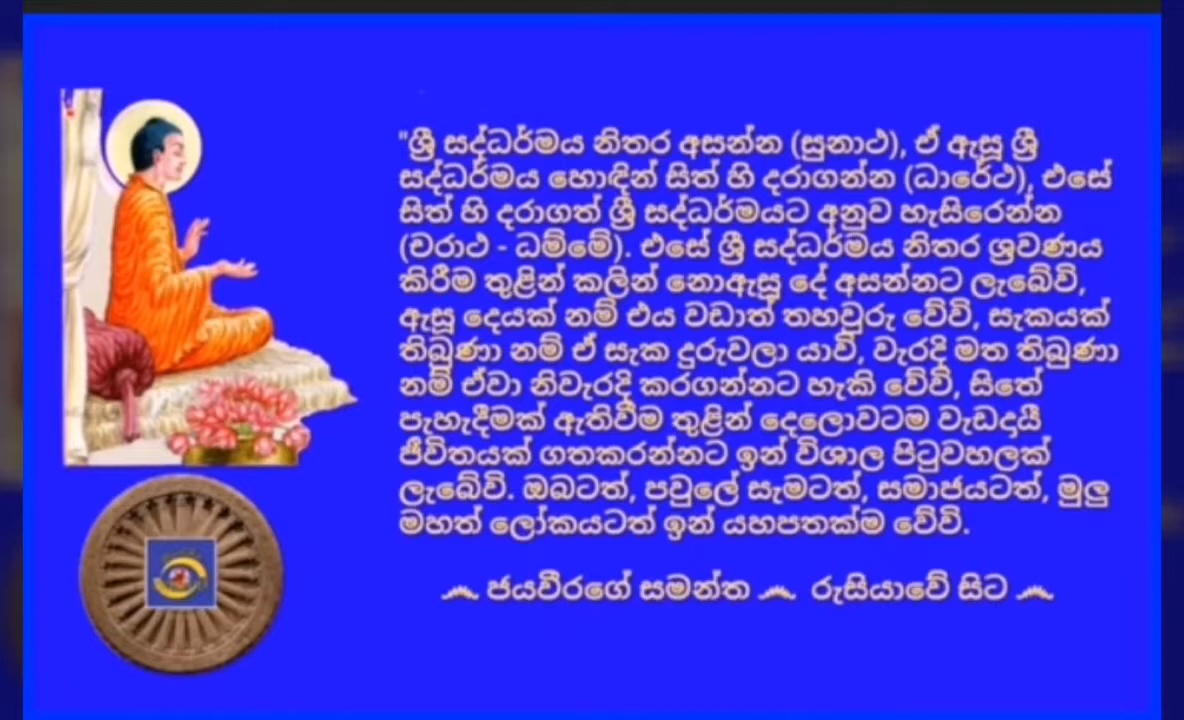 "ශ්‍රී සද්ධර්මය නිතර අසන්න (සුනාථ), ඒ ඇසූ ශ්‍රී
සද්ධර්මය හොඳින් සිත් හි දරාගන්න (ධාරේථ), එසේ
සිත් හි දරාගත් ශ්‍රී සද්ධර්මයට අනුව හැසිරෙන්න
(චරාථ - ධම්මේ). එසේ ශ්‍රී සද්ධර්මය නිතර ශ්‍රවණය
කිරීම තුළින් කලින් නොඇසූ දේ අසන්නට ලැබේවි,
ඇසූ දෙයක් නම් එය වඩාත් තහවුරු වේවි, සැකයක්
තිබුණා නම් ඒ සැක දුරුවලා යාවි, වැරදි මත තිබුණා
නම් ඒවා නිවැරදි කරගන්නට හැකි වේවි, සිතේ
පැහැදීමක් ඇතිවීම තුළින් දෙලොවටම වැඩදායී
ජීවිතයක් ගතකරන්නට ඉන් විශාල පිටුවහලක්
ලැබේවි. ඔබටත්, පවුලේ සැමටත්, සමාජයටත්, මුලු
මහත් ලෝකයටත් ඉන් යහපතක්ම වේවි.
ජයවීරගේ සමන්ත රුසියාවේ සිට